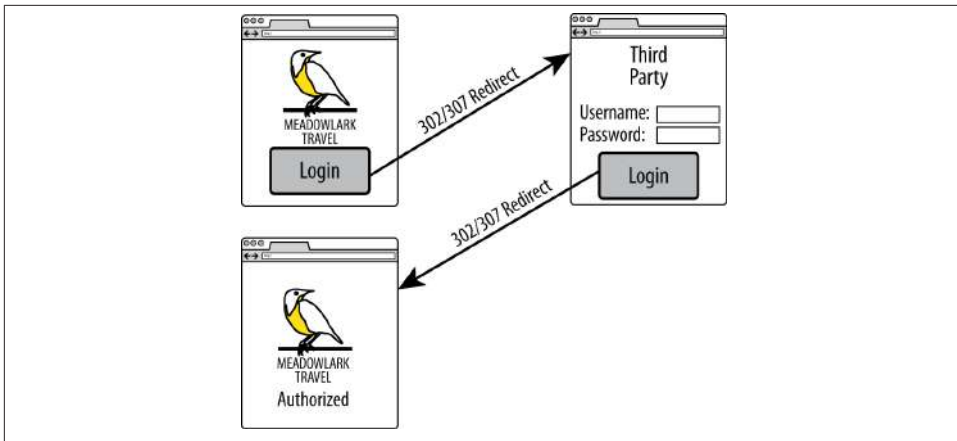 MEADOWLARK
TRAVEL
Login
302/307 Redirect
Third
Party
Username:
Password:
Login
302/307 Redirect
MEADOWLARK
TRAVEL
Authorized